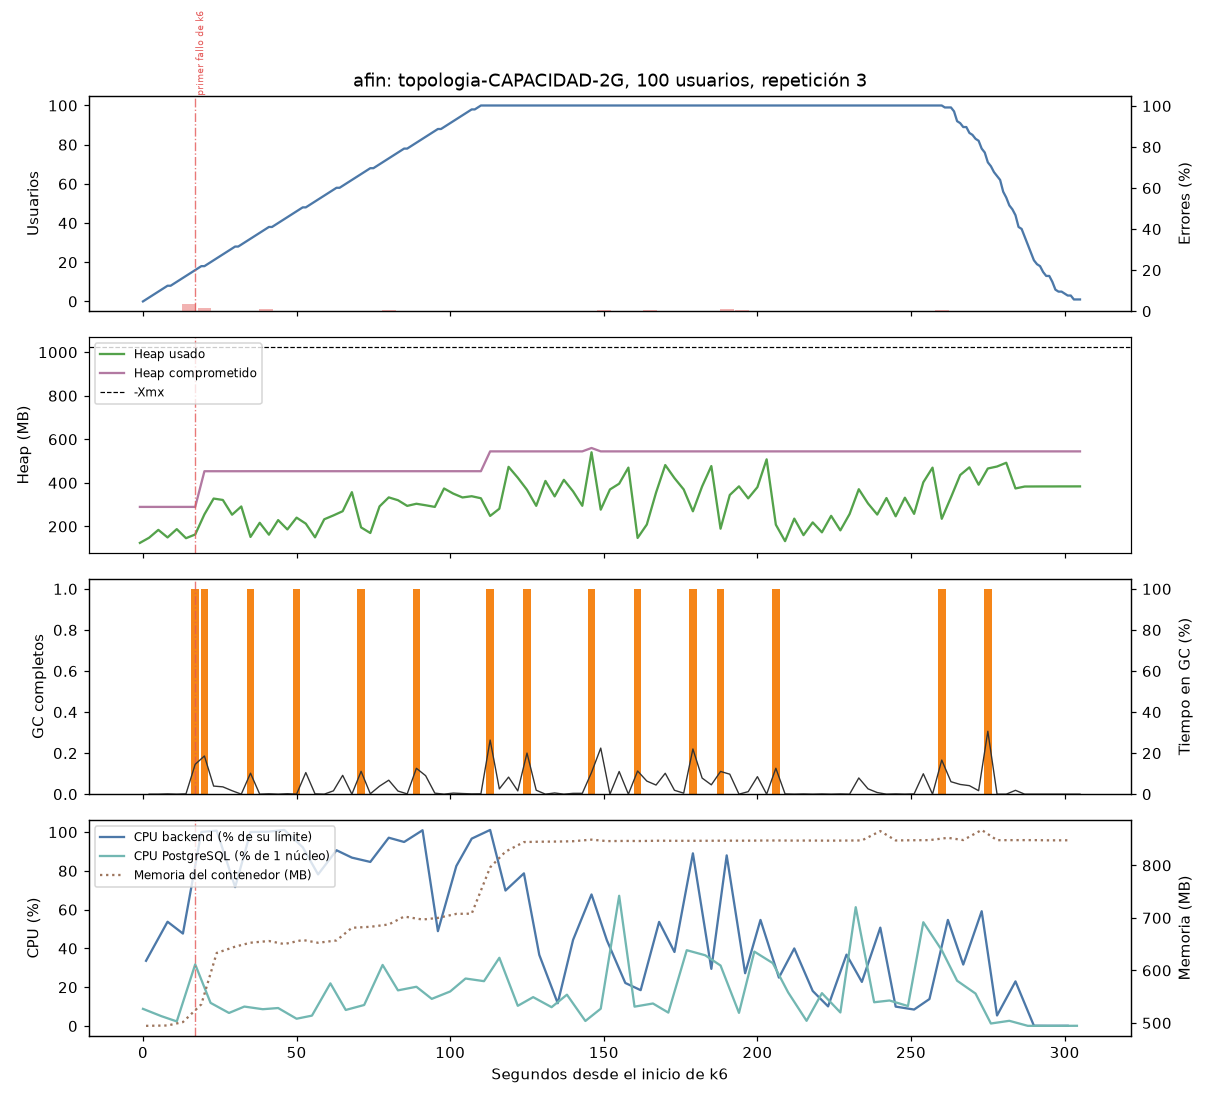 primer fallo de k6
afin: topologia-CAPACIDAD-2G, 100 usuarios, repetición 3
Usuarios
100
80
60
40
20
0
100
80
60
40
20
0
Errores (%)
Heap (MB)
1000
800
600
400
200
Heap usado
Heap comprometido
-Xmx
GC completos
1.0
0.8
0.6
0.4
0.2
0.0
100
80
60
40
20
0
Tiempo en GC (%)
CPU (%)
100
80
60
40
20
0
CPU backend (% de su límite)
CPU PostgreSQL (% de 1 núcleo)
Memoria del contenedor (MB)
800
700
600
500
Memoria (MB)
0 50 100 150 200 250 300
Segundos desde el inicio de k6